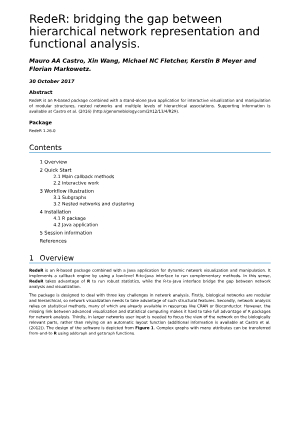 RedeR: bridging the gap between
hierarchical network representation and
functional analysis.
Mauro AA Castro, Xin Wang, Michael NC Fletcher, Kerstin B Meyer and
Florian Markowetz.
30 October 2017
Abstract
RedeR is an R-based package combined with a stand-alone Java application for interactive visualization and manipulation
of modular structures, nested networks and multiple levels of hierarchical associations. Supporting information is
available at Castro et al. (2016) (http://genomebiology.com/2012/13/4/R29).
Package
RedeR 1.26.0
Contents
1 Overview
2 Quick Start
2.1 Main callback methods
2.2 Interactive work
3 Workflow illustration
3.1 Subgraphs
3.2 Nested networks and clustering
4 Installation
4.1 R package
4.2 Java application
5 Session information
References
1 Overview
RedeR is an R-based package combined with a Java application for dynamic network visualization and manipulation. It
implements a callback engine by using a low-level R-to-Java interface to run complementary methods. In this sense,
RedeR takes advantage of R to run robust statistics, while the R-to-Java interface bridge the gap between network
analysis and visualization.
The package is designed to deal with three key challenges in network analysis. Firstly, biological networks are modular
and hierarchical, so network visualization needs to take advantage of such structural features. Secondly, network analysis
relies on statistical methods, many of which are already available in resources like CRAN or Bioconductor. However, the
missing link between advanced visualization and statistical computing makes it hard to take full advantage of R packages
for network analysis. Thirdly, in larger networks user input is needed to focus the view of the network on the biologically
relevant parts, rather than relying on an automatic layout function (additional information is available at Castro et al.
(2012)). The design of the software is depicted from Figure 1. Complex graphs with many attributes can be transferred
from-and-to R using addGraph and getGraph functions.